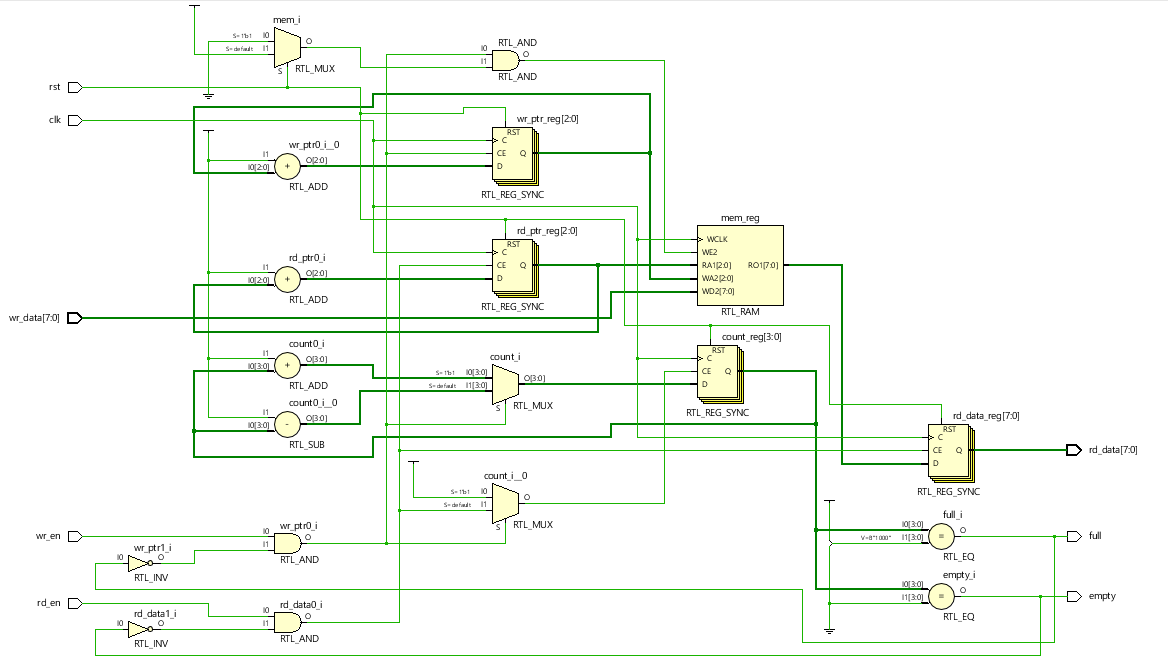 mem_i
S=1'b1 I0 O
S=default I1
S RTL_MUX
RTL_AND
I0 O
I1
RTL_AND
rst
clk
wr_ptr_reg[2:0]
RST
C
CE Q
D
RTL_REG_SYNC
wr_ptr0_i__0
I1 O[2:0]
I0[2:0] +
RTL_ADD
rd_ptr_reg[2:0]
RST
C
CE Q
D
RTL_REG_SYNC
mem_reg
WCLK
WE2
RA1[2:0] RO1[7:0]
WA2[2:0]
WD2[7:0]
RTL_RAM
rd_ptr0_i
I1 O[2:0]
I0[2:0] +
RTL_ADD
wr_data[7:0]
count0_i
I1 O[3:0]
I0[3:0] +
RTL_ADD
count_i
S=1'b1 I0[3:0] O[3:0]
S=default I1[3:0]
S RTL_MUX
count_reg[3:0]
RST
C
CE Q
D
RTL_REG_SYNC
count0_i__0
I1 O[3:0]
I0[3:0] -
RTL_SUB
rd_data_reg[7:0]
RST
C
CE Q
D
RTL_REG_SYNC
rd_data[7:0]
count_i__0
S=1'b1 I0 O
S=default I1
S RTL_MUX
wr_en
wr_ptr0_i
I0 O
I1
RTL_AND
wr_ptr1_i
I0 O
RTL_INV
full_i
I0[3:0] O
V=B"1000" I1[3:0] =
RTL_EQ
full
rd_en
rd_data0_i
I0 O
I1
RTL_AND
rd_data1_i
I0 O
RTL_INV
empty_i
I0[3:0] O
I1[3:0] =
RTL_EQ
empty